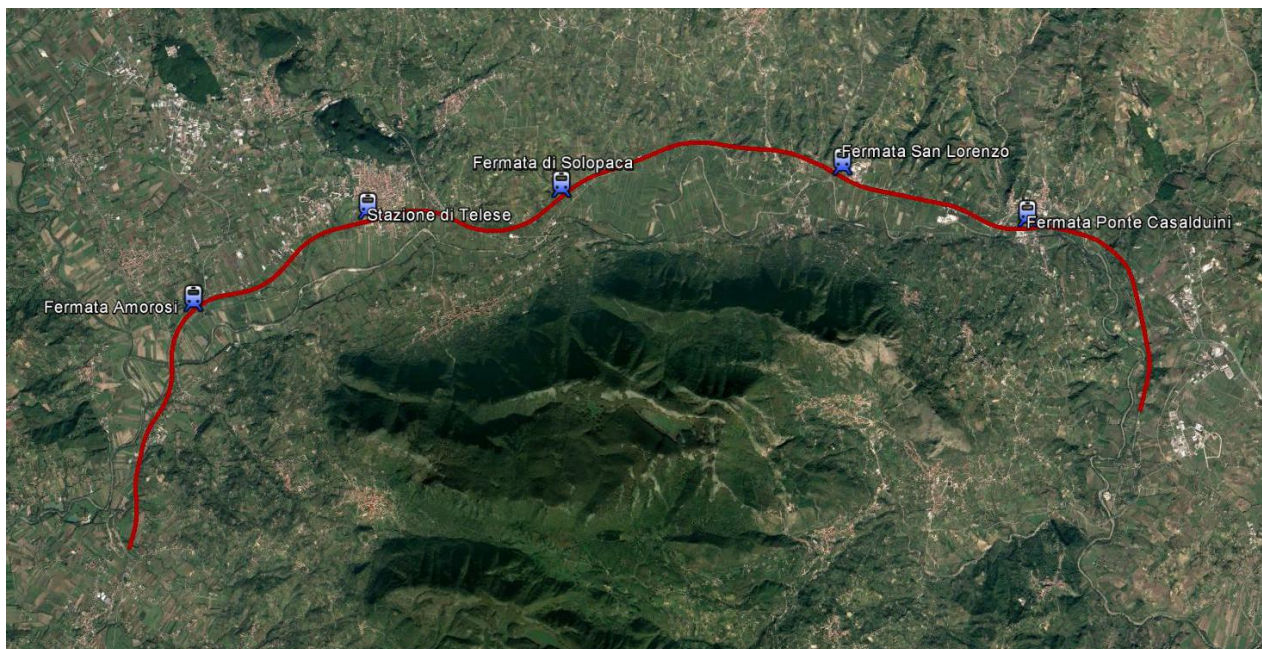 Fermata di Solopaca
Fermata San Lorenzo
Stazione di Telese
Fermata Ponte Casalduini
Fermata Amorosi